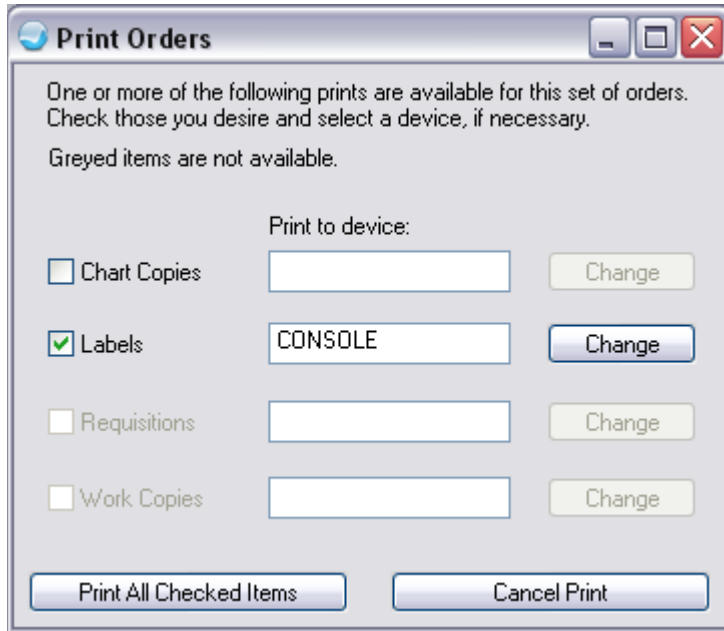 Print Orders
One or more of the following prints are available for this set of orders.
Check those you desire and select a device, if necessary.
Greyed items are not available.
Print to device:
Chart Copies Change
Labels CONSOLE Change
Requisitions Change
Work Copies Change
Print All Checked Items Cancel Print